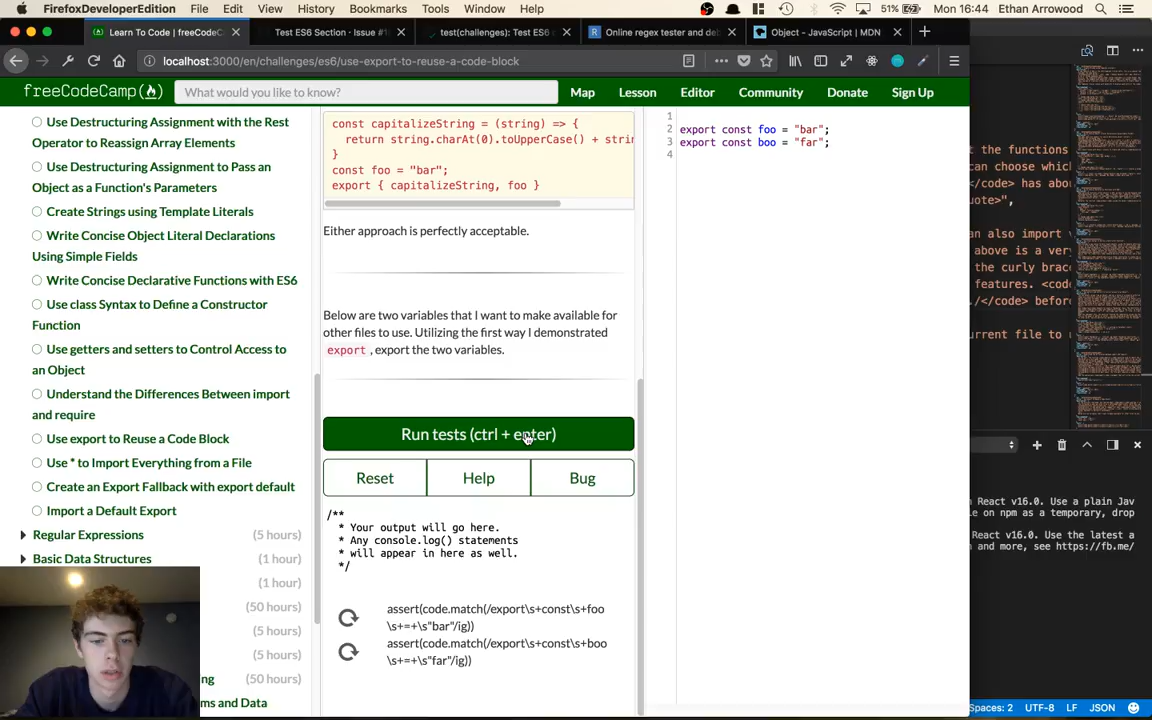 FirefoxDeveloperEdition File Edit View History Bookmarks Tools Window Help 51% Mon 16:44 Ethan Arrowood
Learn To Code | freeCodeCa Test ES6 Section · Issue #1 test(challenges): Test ES6 Online regex tester and de Object - JavaScript | MDN
localhost:3000/en/challenges/es6/use-export-to-reuse-a-code-block
freeCodeCamp What would you like to know? Map Lesson Editor Community Donate Sign Up
Use Destructuring Assignment with the Rest
Operator to Reassign Array Elements
Use Destructuring Assignment to Pass an
Object as a Function's Parameters
Create Strings using Template Literals
Write Concise Object Literal Declarations
Using Simple Fields
Write Concise Declarative Functions with ES6
Use class Syntax to Define a Constructor
Function
Use getters and setters to Control Access to
an Object
Understand the Differences Between import
and require
Use export to Reuse a Code Block
Use * to Import Everything from a File
Create an Export Fallback with export default
Import a Default Export
Regular Expressions (5 hours)
Basic Data Structures (1 hour)
(1 hour)
(50 hours)
(5 hours)
(5 hours)
ng (50 hours)
ms and Data
const capitalizeString = (string) => {
return string.charAt(0).toUpperCase() + strin
}
const foo = "bar";
export { capitalizeString, foo }
Either approach is perfectly acceptable.
Below are two variables that I want to make available for
other files to use. Utilizing the first way I demonstrated
export , export the two variables.
Run tests (ctrl + enter)
Reset Help Bug
/**
* Your output will go here.
* Any console.log() statements
* will appear in here as well.
*/
assert(code.match(/export\s+const\s+foo
\s+=+\s"bar"/ig))
assert(code.match(/export\s+const\s+boo
\s+=+\s"far"/ig))
1
2 export const foo = "bar";
3 export const boo = "far";
4
t the functions
can choose which
</code> has abou
ote>",
an also import v
above is a very
the curly brace
features. <code
./</code> before
urrent file to u
n React v16.0. Use a plain Jav
le on npm as a temporary, drop
n React v16.0. Use the latest a
n and more, see https://fb.me/
Spaces: 2 UTF-8 LF JSON